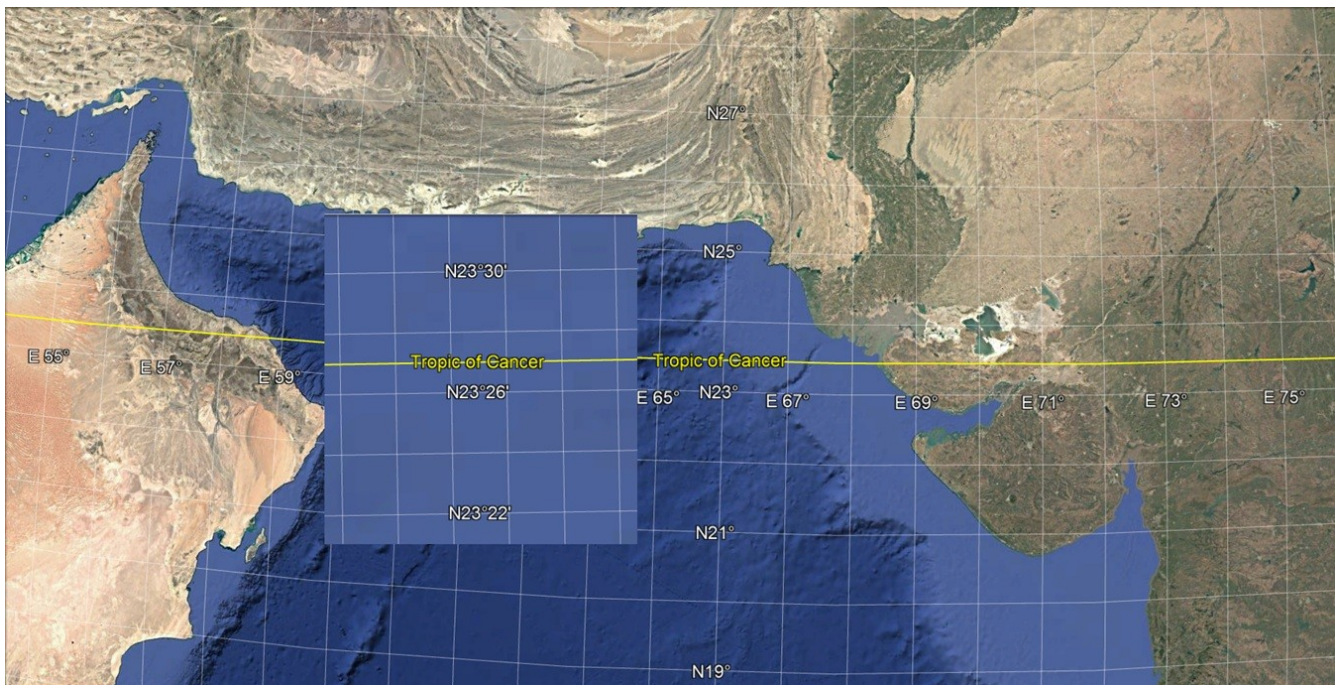 N27°
N25°
N23°30'
Tropic of Cancer
Tropic of Cancer
E 55°
E 57°
E 59°
N23°26'
E 65°
N23°
E 67°
E 69°
E 71°
E 73°
E 75°
N23°22'
N21°
N19°